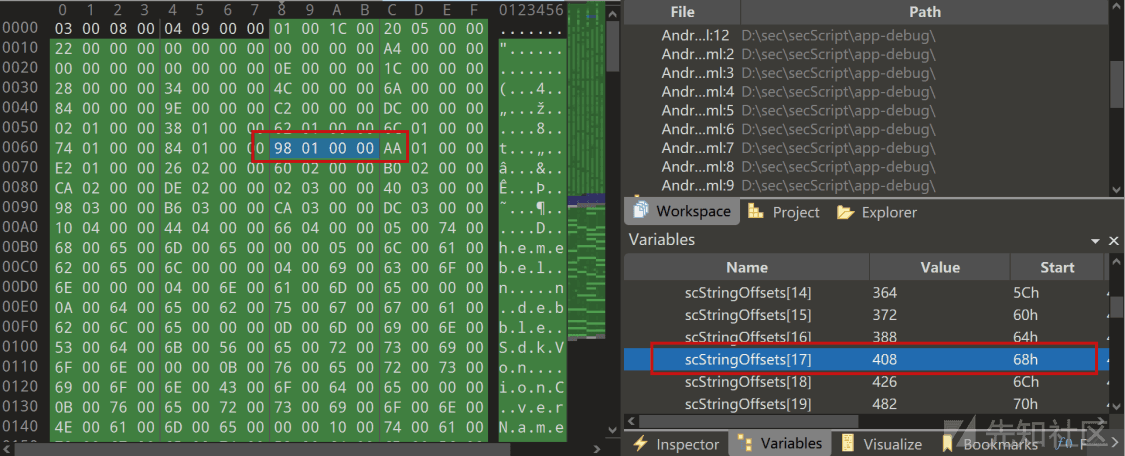 0 1 2 3 4 5 6 7 8 9 A B C D E F 0123456
0000 03 00 08 00 04 09 00 00 01 00 1C 00 20 05 00 00 .......
0010 22 00 00 00 00 00 00 00 00 00 00 00 A4 00 00 00 "......
0020 00 00 00 00 00 00 00 00 0E 00 00 00 1C 00 00 00 .......
0030 28 00 00 00 34 00 00 00 4C 00 00 00 6A 00 00 00 (...4..
0040 84 00 00 00 9E 00 00 00 C2 00 00 00 DC 00 00 00 „...ž..
0050 02 01 00 00 38 01 00 00 62 01 00 00 6C 01 00 00 ....8..
0060 74 01 00 00 84 01 00 00 98 01 00 00 AA 01 00 00 t...„..
0070 E2 01 00 00 26 02 00 00 60 02 00 00 B0 02 00 00 â...&..
0080 CA 02 00 00 DE 02 00 00 02 03 00 00 40 03 00 00 Ê...Þ..
0090 98 03 00 00 B6 03 00 00 CA 03 00 00 DC 03 00 00 ˜...¶..
00A0 10 04 00 00 44 04 00 00 66 04 00 00 05 00 74 00 ....D..
00B0 68 00 65 00 6D 00 65 00 00 00 05 00 6C 00 61 00 h.e.m.e
00C0 62 00 65 00 6C 00 00 00 04 00 69 00 63 00 6F 00 b.e.l..
00D0 6E 00 00 00 04 00 6E 00 61 00 6D 00 65 00 00 00 n.....n
00E0 0A 00 64 00 65 00 62 00 75 00 67 00 67 00 61 00 ..d.e.b
00F0 62 00 6C 00 65 00 00 00 0D 00 6D 00 69 00 6E 00 b.l.e..
0100 53 00 64 00 6B 00 56 00 65 00 72 00 73 00 69 00 S.d.k.V
0110 6F 00 6E 00 00 00 0B 00 76 00 65 00 72 00 73 00 o.n....
0120 69 00 6F 00 6E 00 43 00 6F 00 64 00 65 00 00 00 i.o.n.C
0130 0B 00 76 00 65 00 72 00 73 00 69 00 6F 00 6E 00 ..v.e.r
0140 4E 00 61 00 6D 00 65 00 00 00 10 00 74 00 61 00 N.a.m.e
File Path
Andr...l:12 D:\sec\secScript\app-debug\
Andr...ml:2 D:\sec\secScript\app-debug\
Andr...ml:3 D:\sec\secScript\app-debug\
Andr...ml:4 D:\sec\secScript\app-debug\
Andr...ml:5 D:\sec\secScript\app-debug\
Andr...ml:6 D:\sec\secScript\app-debug\
Andr...ml:7 D:\sec\secScript\app-debug\
Andr...ml:8 D:\sec\secScript\app-debug\
Andr...ml:9 D:\sec\secScript\app-debug\
Workspace Project Explorer
Variables
Name Value Start
scStringOffsets[14] 364 5Ch
scStringOffsets[15] 372 60h
scStringOffsets[16] 388 64h
scStringOffsets[17] 408 68h
scStringOffsets[18] 426 6Ch
scStringOffsets[19] 482 70h
Inspector Variables Visualize Bookmarks F
先知社区